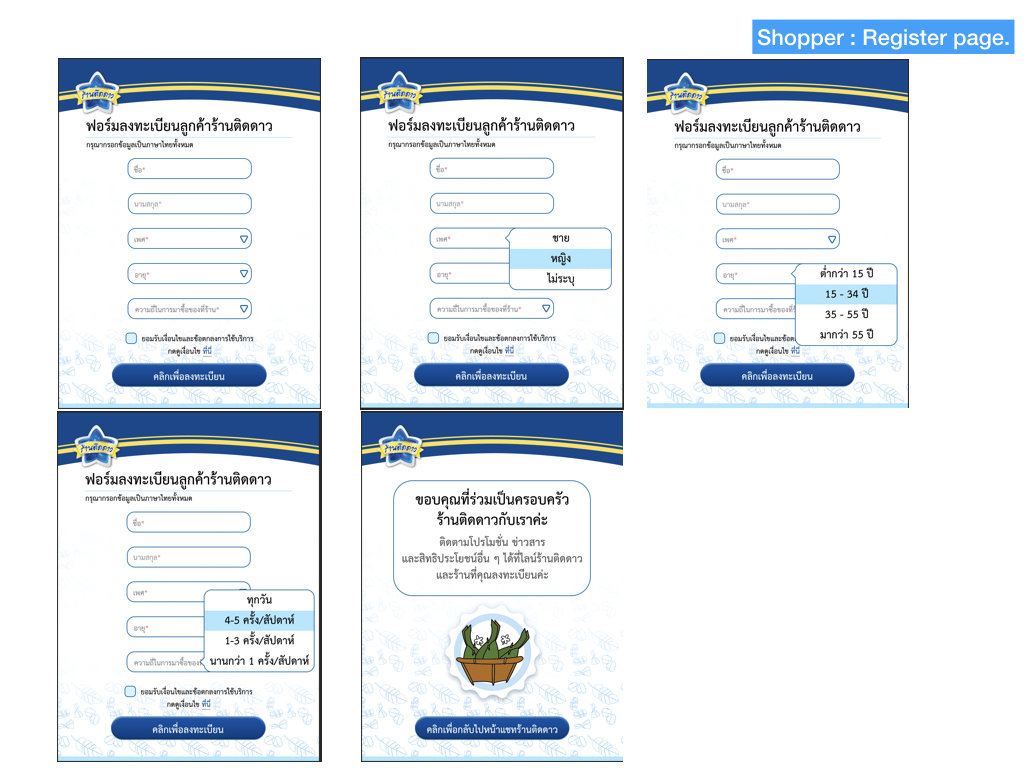 Shopper : Register page.
ร้านติดดาว
ฟอร์มลงทะเบียนลูกค้าร้านติดดาว
กรุณากรอกข้อมูลเป็นภาษาไทยทั้งหมด
ชื่อ*
นามสกุล*
เพศ*
อายุ*
ความถี่ในการมาซื้อของที่ร้าน*
ยอมรับเงื่อนไขและข้อตกลงการใช้บริการ
กดดูเงื่อนไข ที่นี่
คลิกเพื่อลงทะเบียน
ร้านติดดาว
ฟอร์มลงทะเบียนลูกค้าร้านติดดาว
กรุณากรอกข้อมูลเป็นภาษาไทยทั้งหมด
ชื่อ*
นามสกุล*
เพศ*
ชาย
หญิง
ไม่ระบุ
อายุ*
ความถี่ในการมาซื้อของที่ร้าน*
ยอมรับเงื่อนไขและข้อตกลงการใช้บริการ
กดดูเงื่อนไข ที่นี่
คลิกเพื่อลงทะเบียน
ร้านติดดาว
ฟอร์มลงทะเบียนลูกค้าร้านติดดาว
กรุณากรอกข้อมูลเป็นภาษาไทยทั้งหมด
ชื่อ*
นามสกุล*
เพศ*
อายุ*
ต่ำกว่า 15 ปี
15 - 34 ปี
35 - 55 ปี
มากว่า 55 ปี
ความถี่ในการมาซื้อของที่
ยอมรับเงื่อนไขและข้อตก
กดดูเงื่อนไข ที่นี่
คลิกเพื่อลงทะเบียน
ร้านติดดาว
ฟอร์มลงทะเบียนลูกค้าร้านติดดาว
กรุณากรอกข้อมูลเป็นภาษาไทยทั้งหมด
ชื่อ*
นามสกุล*
เพศ*
อายุ*
ความถี่ในการมาซื้อของ
ทุกวัน
4-5 ครั้ง/สัปดาห์
1-3 ครั้ง/สัปดาห์
นานกว่า 1 ครั้ง/สัปดาห์
ยอมรับเงื่อนไขและข้อตกลงการใช้บริการ
กดดูเงื่อนไข ที่นี่
คลิกเพื่อลงทะเบียน
ร้านติดดาว
ขอบคุณที่ร่วมเป็นครอบครัว
ร้านติดดาวกับเราค่ะ
ติดตามโปรโมชั่น ข่าวสาร
และสิทธิประโยชน์อื่น ๆ ได้ที่ไลน์ร้านติดดาว
และร้านที่คุณลงทะเบียนค่ะ
คลิกเพื่อกลับไปหน้าแชทร้านติดดาว